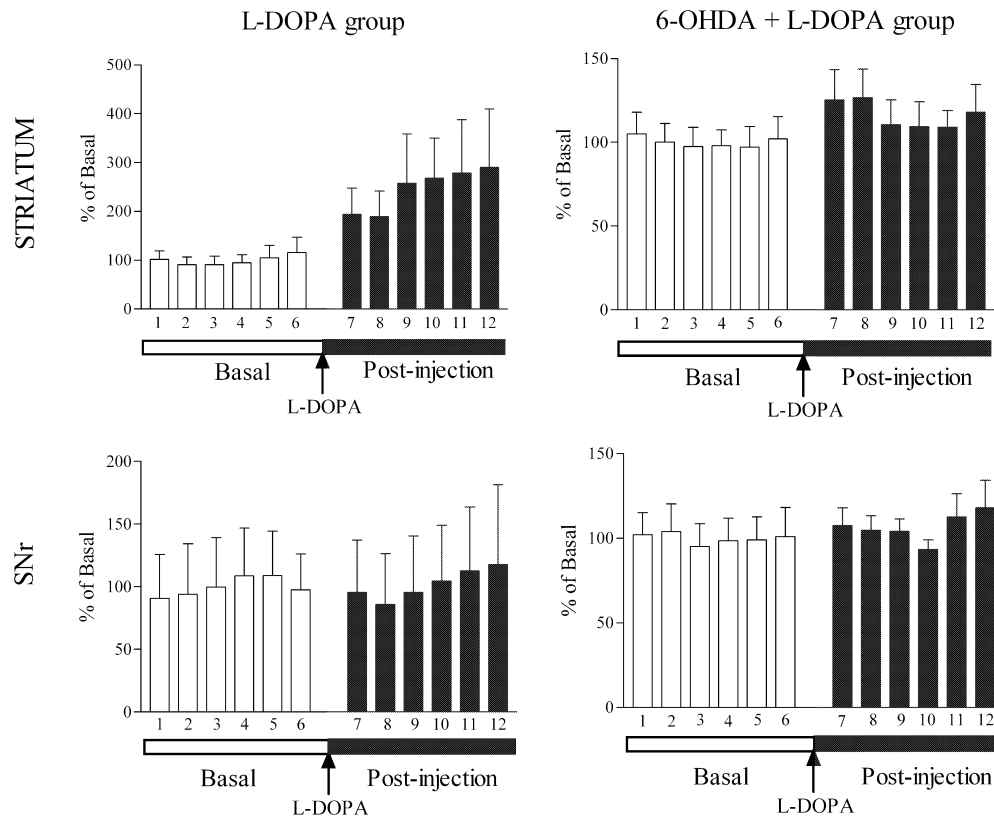 L-DOPA group
6-OHDA + L-DOPA group
STRIATUM
% of Basal
500
400
300
200
100
0
1 2 3 4 5 6 7 8 9 10 11 12
Basal
Post-injection
L-DOPA
% of Basal
150
100
50
0
1 2 3 4 5 6 7 8 9 10 11 12
Basal
Post-injection
L-DOPA
SNr
% of Basal
200
150
100
50
0
1 2 3 4 5 6 7 8 9 10 11 12
Basal
Post-injection
L-DOPA
% of Basal
150
100
50
0
1 2 3 4 5 6 7 8 9 10 11 12
Basal
Post-injection
L-DOPA